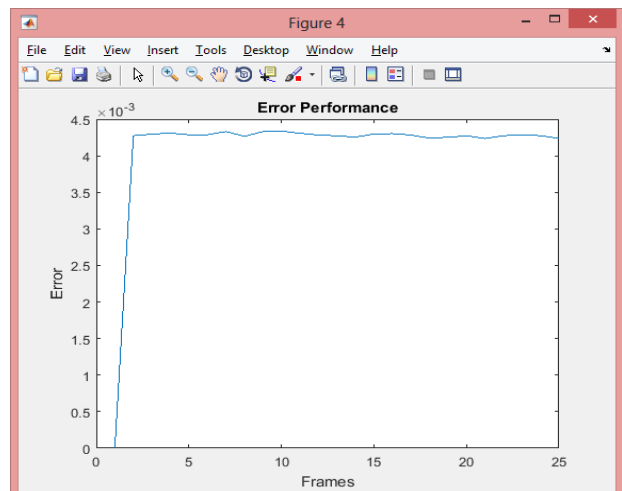 Figure 4
File Edit View Insert Tools Desktop Window Help
×10-3
Error Performance
4.5
4
3.5
3
2.5
2
1.5
1
0.5
0
Error
0 5 10 15 20 25
Frames